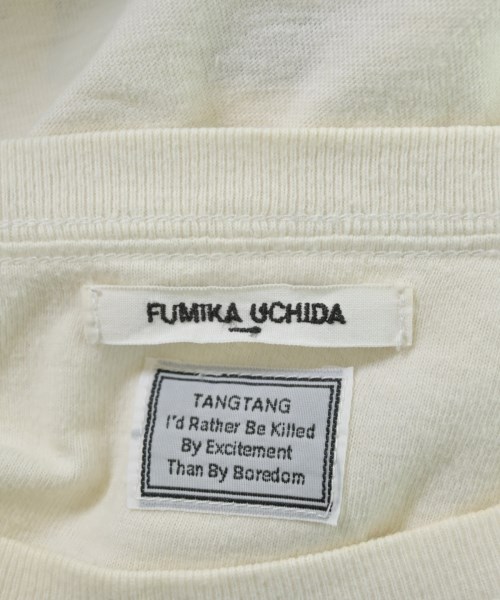 FUMIKA UCHIDA
TANGTANG
I'd Rather Be Killed
By Excitement
Than By Boredom